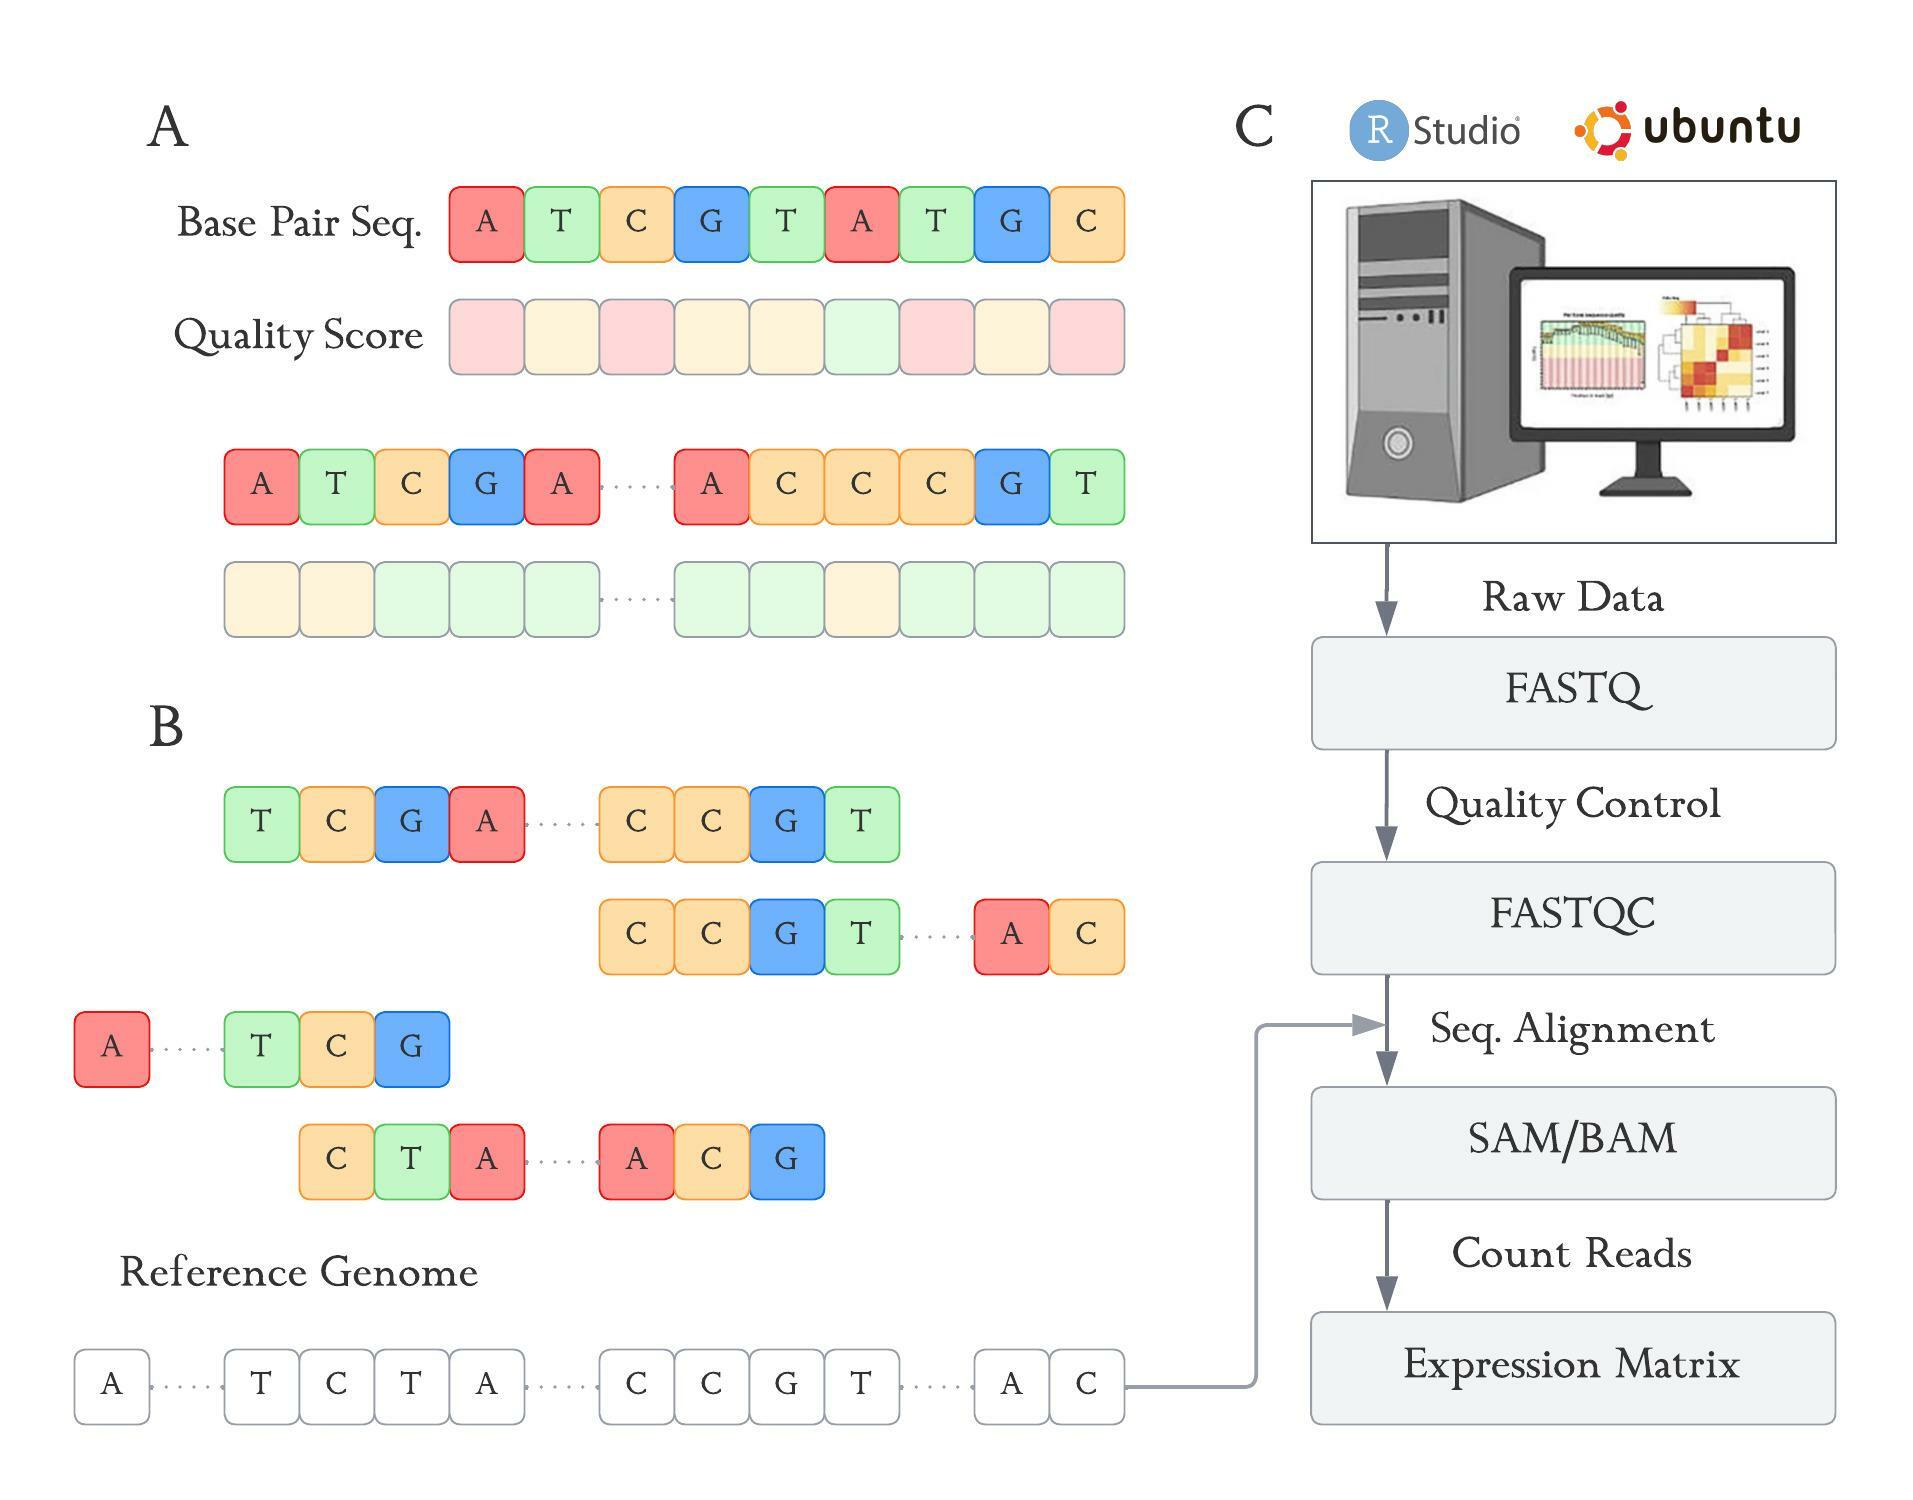 A
Base Pair Seq.
A T C G T A T G C
Quality Score
A T C G A A C C C G T
B
T C G A C C G T
C C G T A C
A T C G
C T A A C G
Reference Genome
A T C T A C C G T A C
C
R Studio
ubuntu
Raw Data
FASTQ
Quality Control
FASTQC
Seq. Alignment
SAM/BAM
Count Reads
Expression Matrix